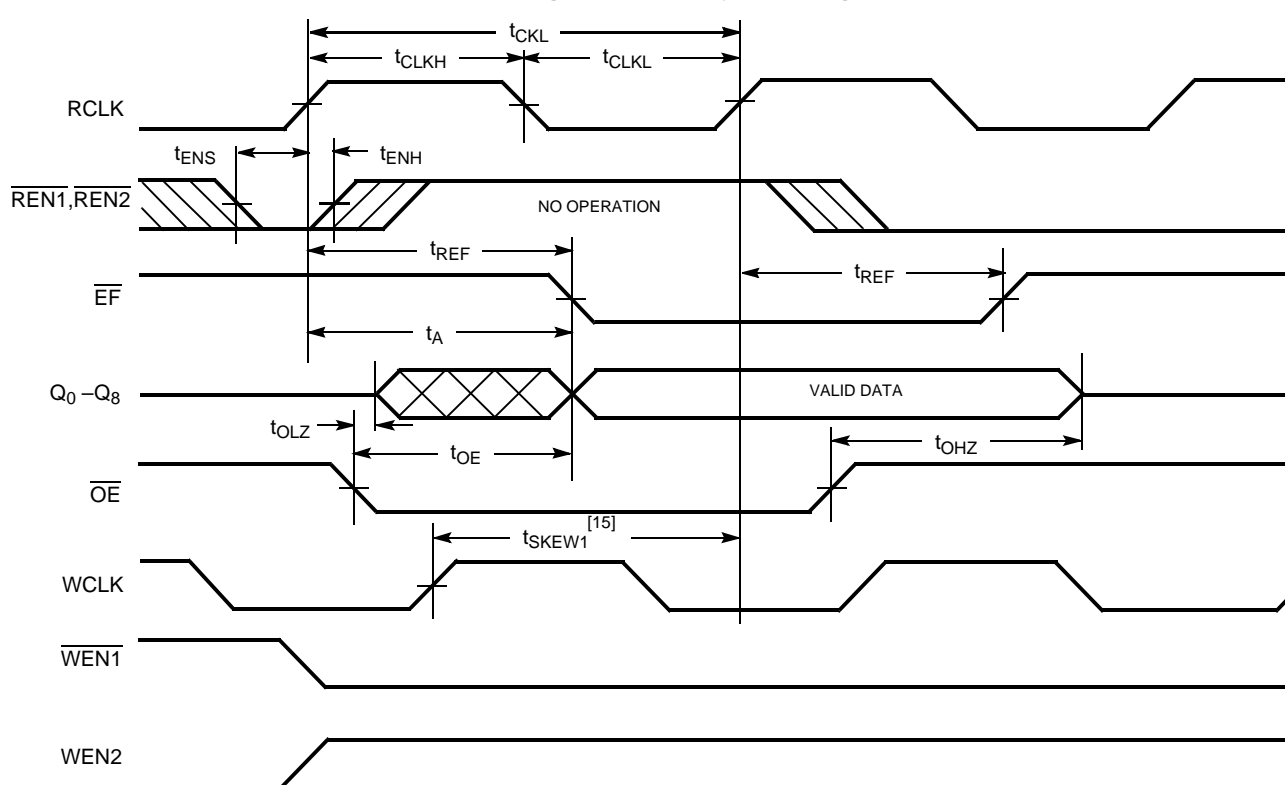 tCKL
tCLKH
tCLKL
RCLK
tENS
tENH
REN1,REN2
NO OPERATION
tREF
tREF
EF
tA
Q0 –Q8
VALID DATA
tOLZ
tOE
tOHZ
OE
tSKEW1[15]
WCLK
WEN1
WEN2